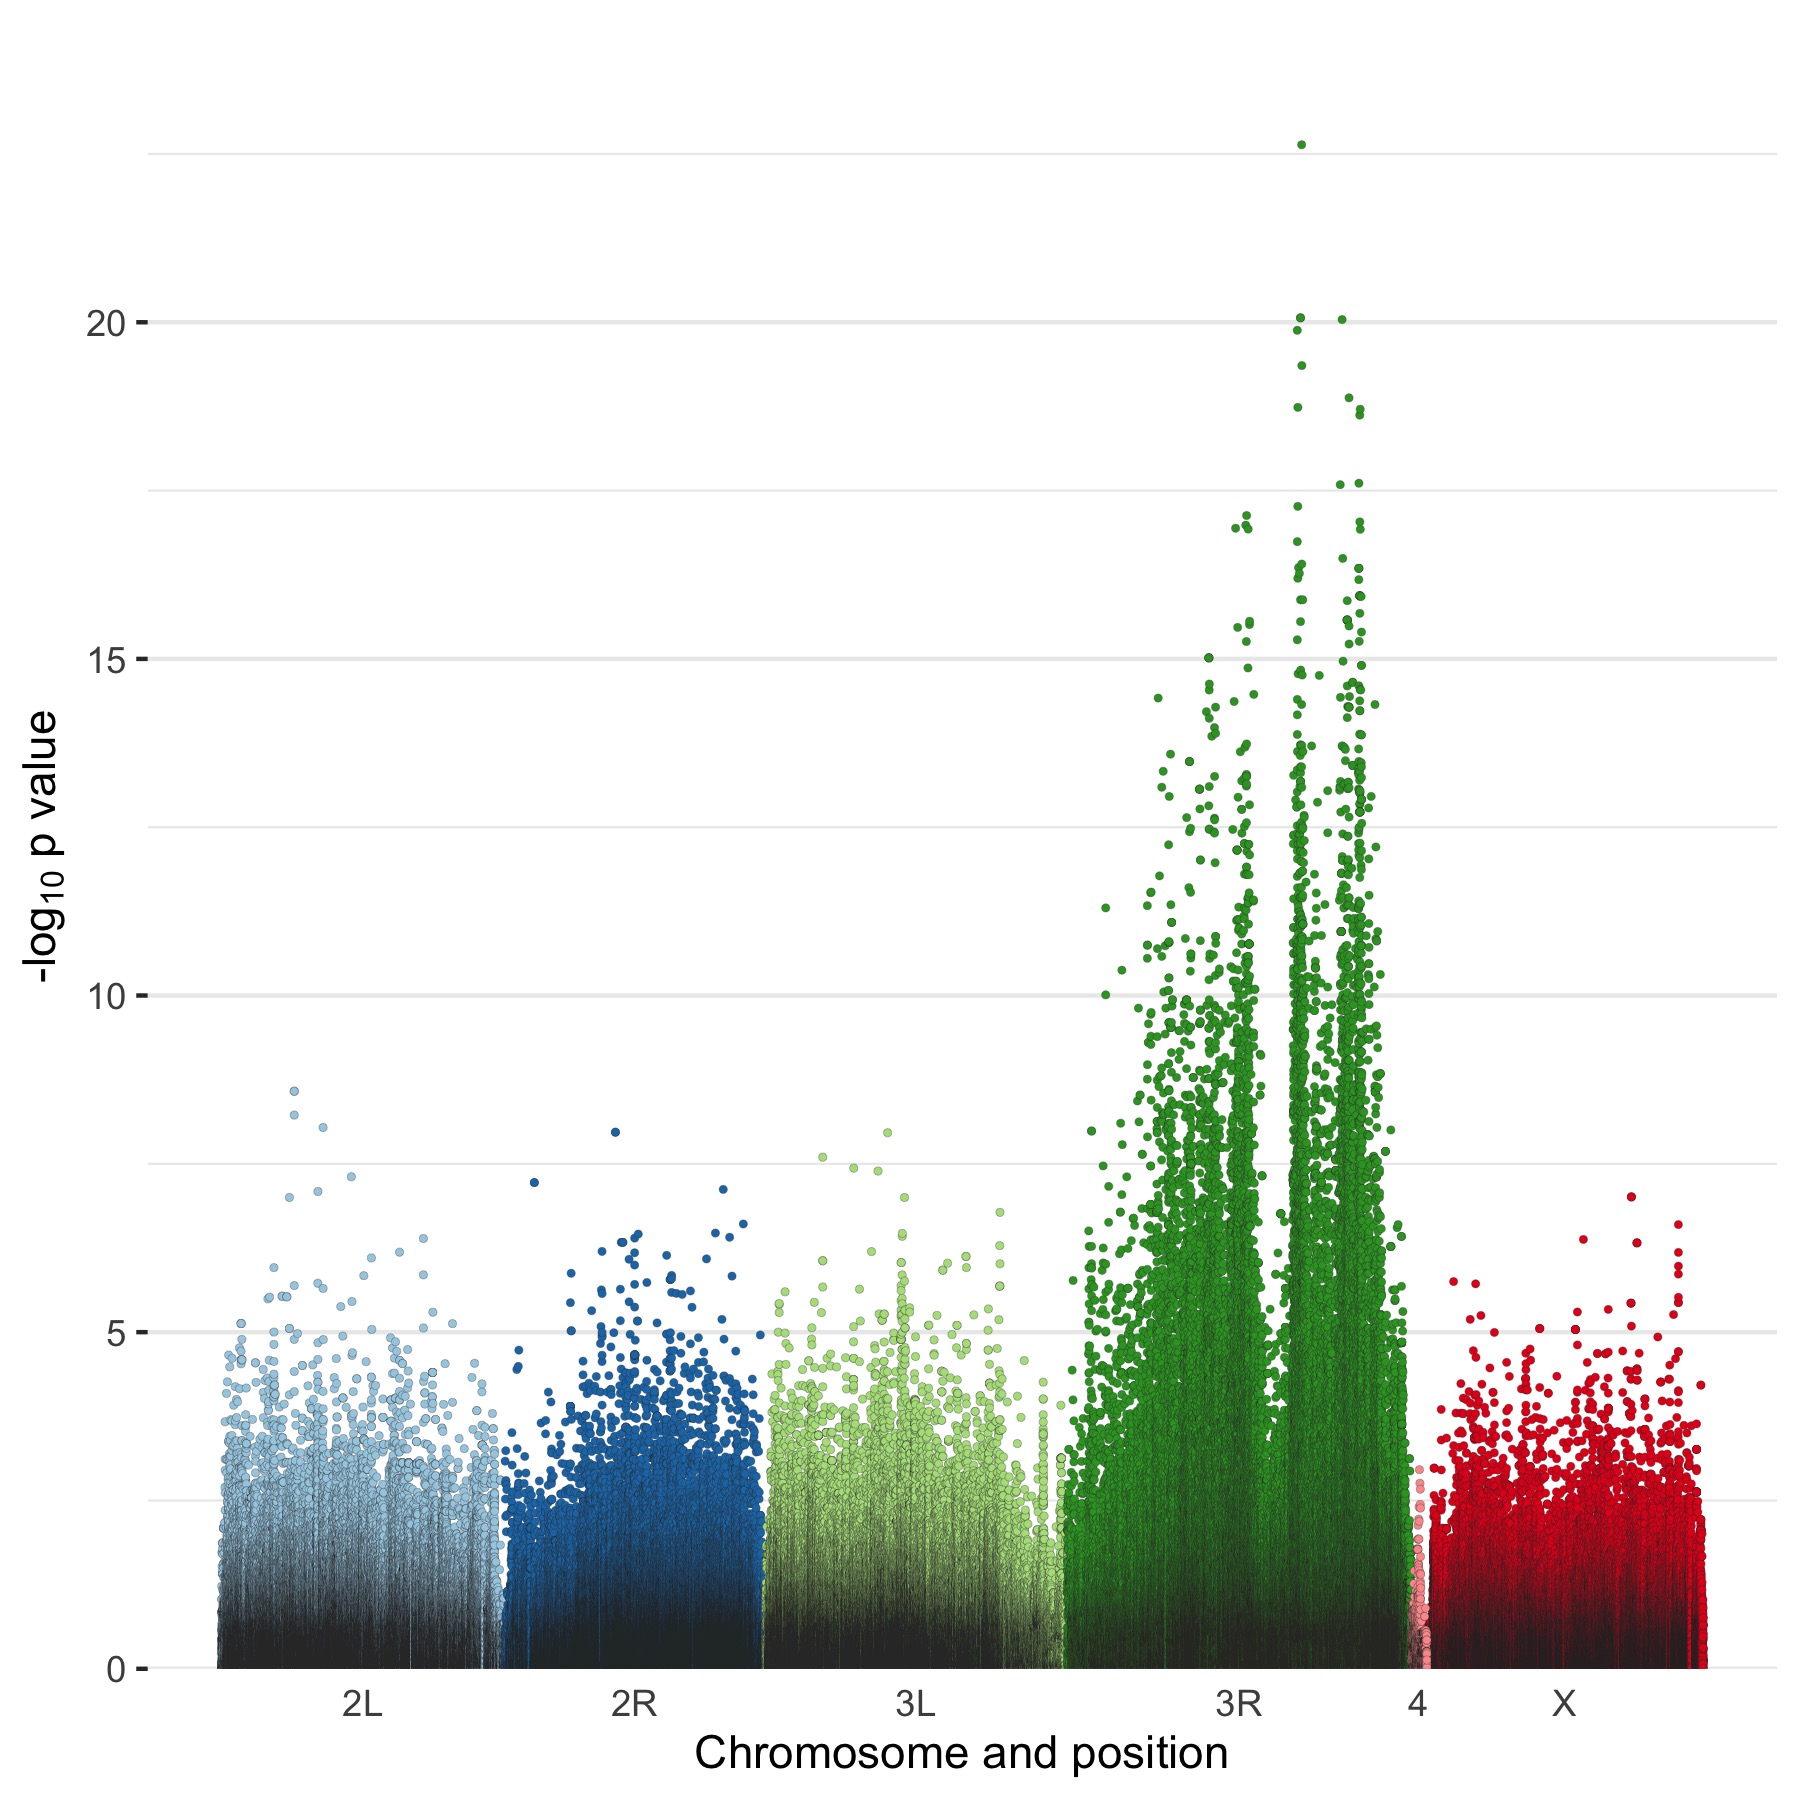 -log₁₀ p value
20
15
10
5
0
2L 2R 3L 3R 4 X
Chromosome and position